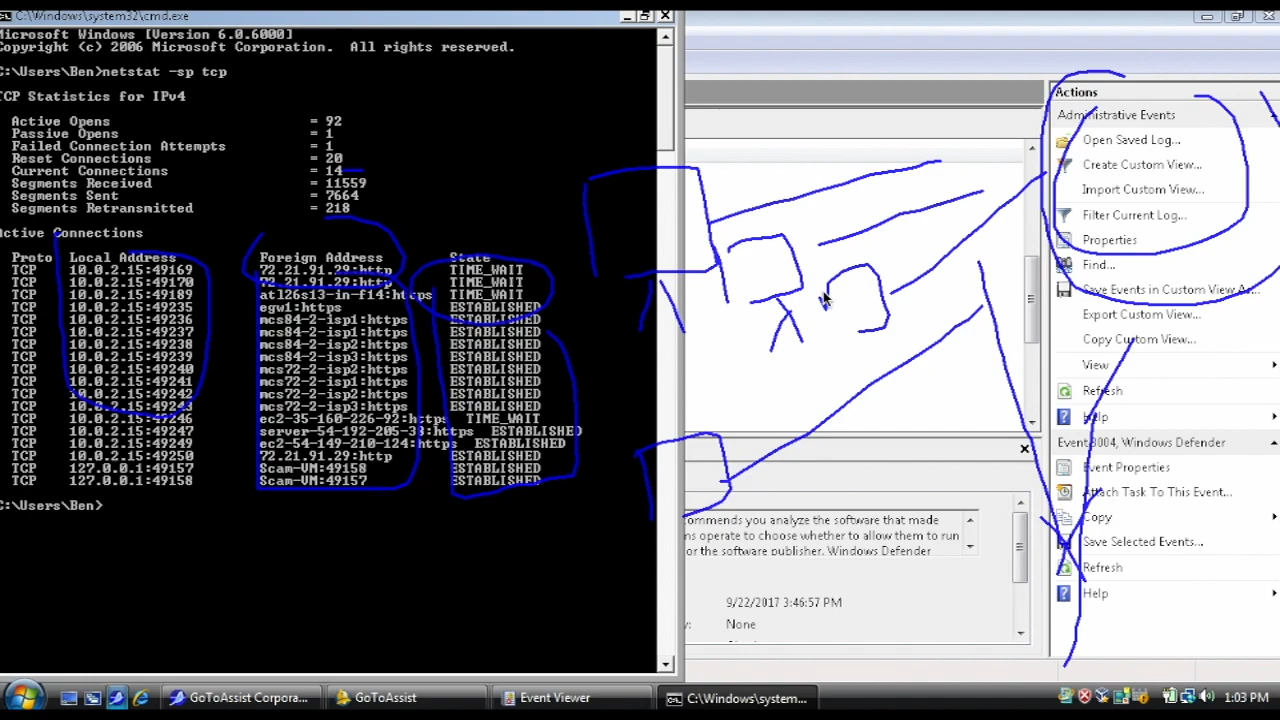 C:\Windows\system32\cmd.exe
Microsoft Windows [Version 6.0.6000]
Copyright (c) 2006 Microsoft Corporation.  All rights reserved.
C:\Users\Ben>netstat -sp tcp
TCP Statistics for IPv4
Active Opens = 92
Passive Opens = 1
Failed Connection Attempts = 1
Reset Connections = 20
Current Connections = 14
Segments Received = 11559
Segments Sent = 7664
Segments Retransmitted = 218
Active Connections
Proto Local Address Foreign Address State
TCP 10.0.2.15:49169 72.21.91.29:http TIME_WAIT
TCP 10.0.2.15:49170 72.21.91.29:http TIME_WAIT
TCP 10.0.2.15:49189 at126s13-in-f14:https TIME_WAIT
TCP 10.0.2.15:49235 egw1:https ESTABLISHED
TCP 10.0.2.15:49236 mcs84-2-isp1:https ESTABLISHED
TCP 10.0.2.15:49237 mcs84-2-isp2:https ESTABLISHED
TCP 10.0.2.15:49238 mcs84-2-isp2:https ESTABLISHED
TCP 10.0.2.15:49239 mcs84-2-isp3:https ESTABLISHED
TCP 10.0.2.15:49240 mcs72-2-isp3:https ESTABLISHED
TCP 10.0.2.15:49241 mcs72-2-isp1:https ESTABLISHED
TCP 10.0.2.15:49242 mcs72-2-isp2:https ESTABLISHED
TCP 10.0.2.15:49243 mcs72-2-isp3:https ESTABLISHED
TCP 10.0.2.15:49246 ec2-35-160-226-92:https TIME_WAIT
TCP 10.0.2.15:49247 server-54-192-205-38:https ESTABLISHED
TCP 10.0.2.15:49249 ec2-54-149-210-124:https ESTABLISHED
TCP 10.0.2.15:49250 72.21.91.29:http ESTABLISHED
TCP 127.0.0.1:49157 Scam-VM:49158 ESTABLISHED
TCP 127.0.0.1:49158 Scam-VM:49157 ESTABLISHED
C:\Users\Ben>
commends you analyze the software that made
ns operate to choose whether to allow them to run
or the software publisher. Windows Defender
9/22/2017 3:46:57 PM
y: None
Actions
Administrative Events
Open Saved Log...
Create Custom View...
Import Custom View...
Filter Current Log...
Properties
Find...
Save Events in Custom View As...
Export Custom View...
Copy Custom View...
View
Refresh
Help
Event 3004, Windows Defender
Event Properties
Attach Task To This Event...
Copy
Save Selected Events...
Refresh
Help
GoToAssist Corpora...
GoToAssist
Event Viewer
C:\Windows\system...
1:03 PM